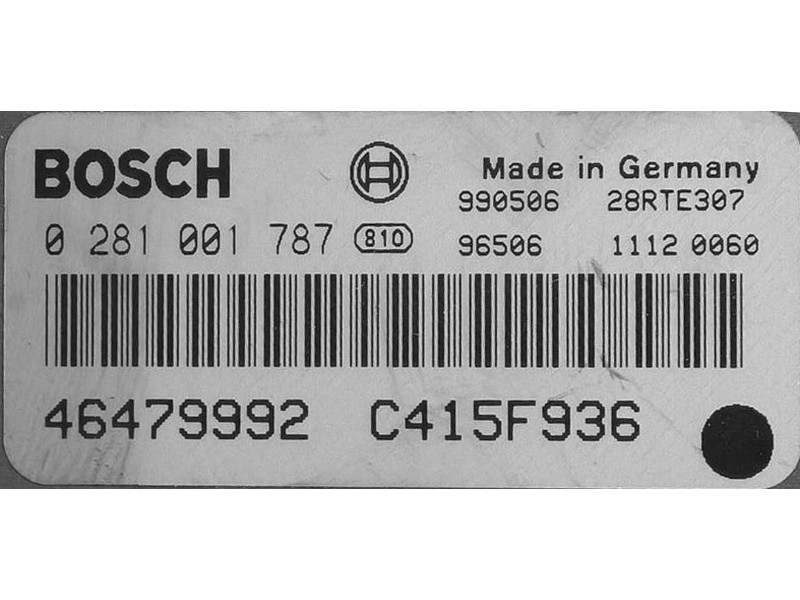 BOSCH Made in Germany
990506 28RTE307
0 281 001 787 810 96506 1112 0060
46479992 C415F936